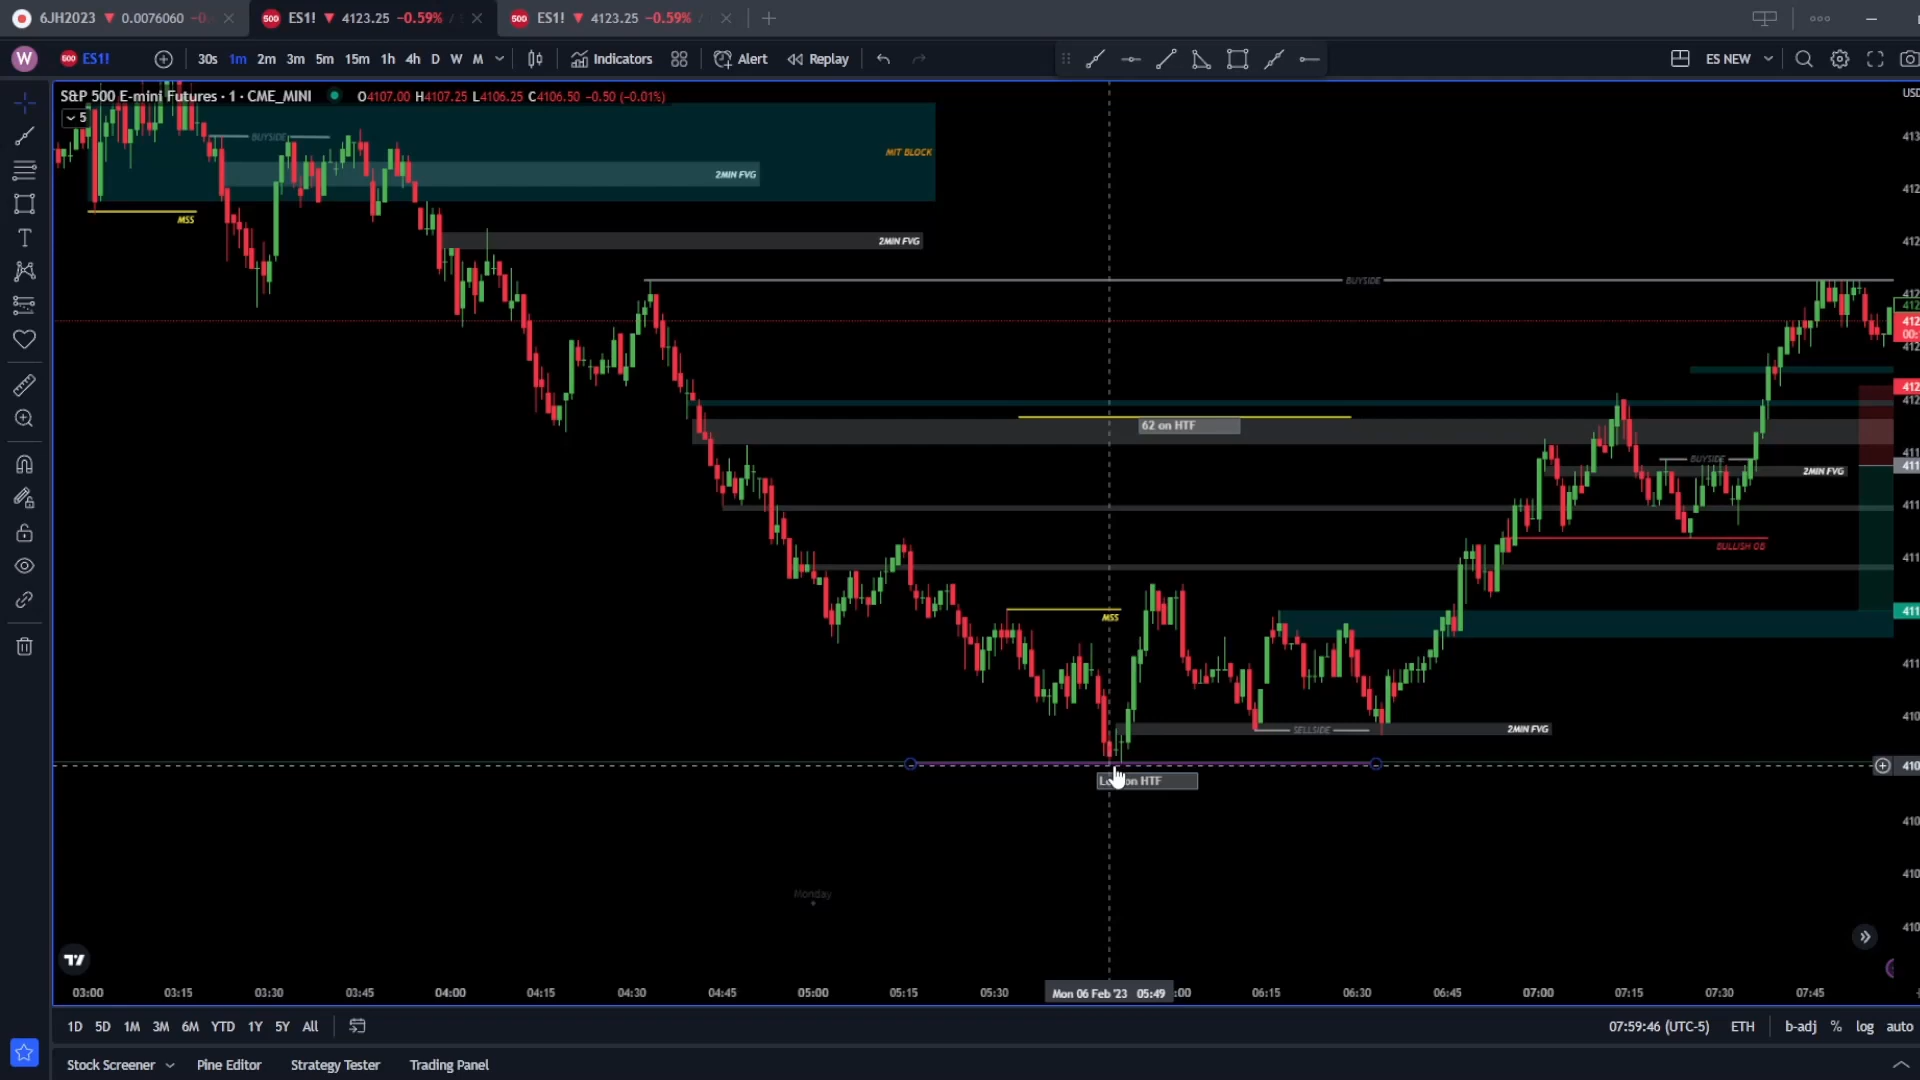 6JH2023 0.0076060
ES1! 4123.25 −0.59%
ES1! 4123.25 −0.59%
W
500 ES1!
30s 1m 2m 3m 5m 15m 1h 4h D W M
Indicators
Alert
Replay
ES NEW
S&P 500 E-mini Futures · 1 · CME_MINI O4107.00 H4107.25 L4106.25 C4106.50 −0.50 (−0.01%)
USD
5
BUYSIDE
MIT BLOCK
2MIN FVG
MSS
2MIN FVG
BUYSIDE
62 on HTF
BUYSIDE
2MIN FVG
BULLISH OB
MSS
SELLSIDE
2MIN FVG
on HTF
Monday
03:00 03:15 03:30 03:45 04:00 04:15 04:30 04:45 05:00 05:15 05:30 Mon 06 Feb '23 05:49 :00 06:15 06:30 06:45 07:00 07:15 07:30 07:45
1D 5D 1M 3M 6M YTD 1Y 5Y All
07:59:46 (UTC-5) ETH b-adj % log auto
Stock Screener Pine Editor Strategy Tester Trading Panel